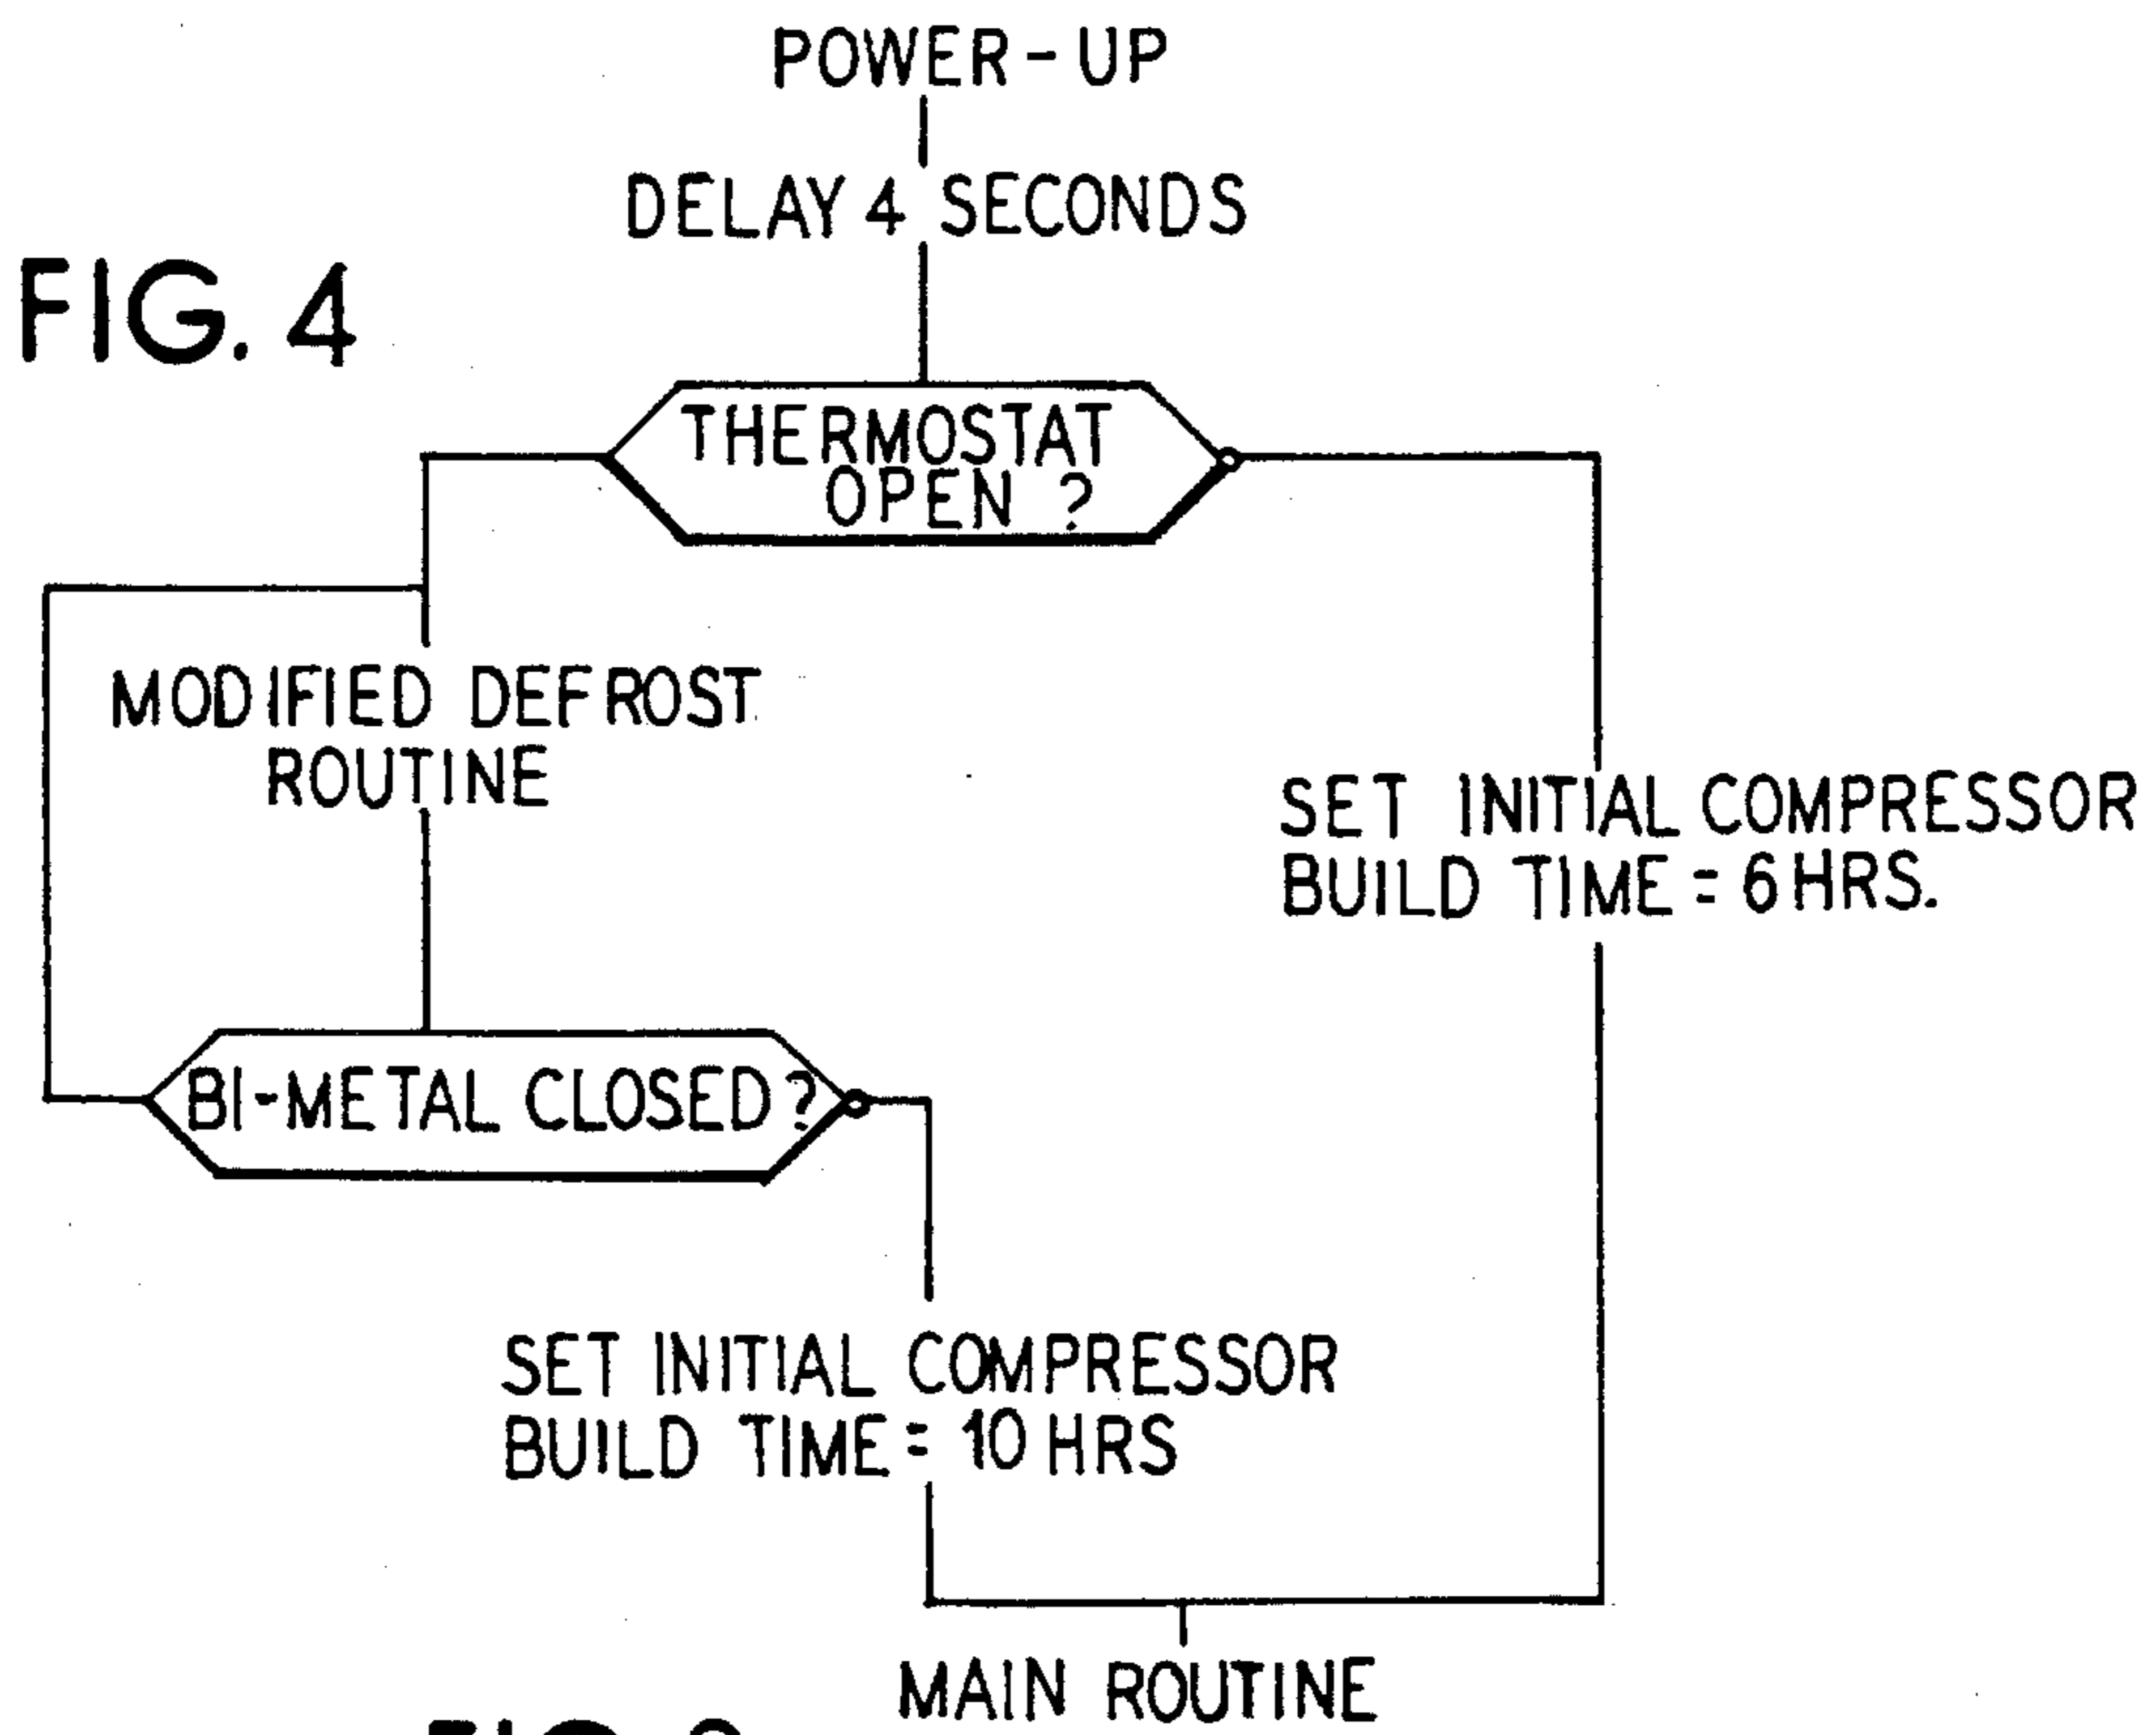 POWER-UP
DELAY 4 SECONDS
FIG. 4
THERMOSTAT
OPEN ?
MODIFIED DEFROST
ROUTINE
SET INITIAL COMPRESSOR
BUILD TIME = 6 HRS.
BI-METAL CLOSED ?
SET INITIAL COMPRESSOR
BUILD TIME = 10 HRS
MAIN ROUTINE